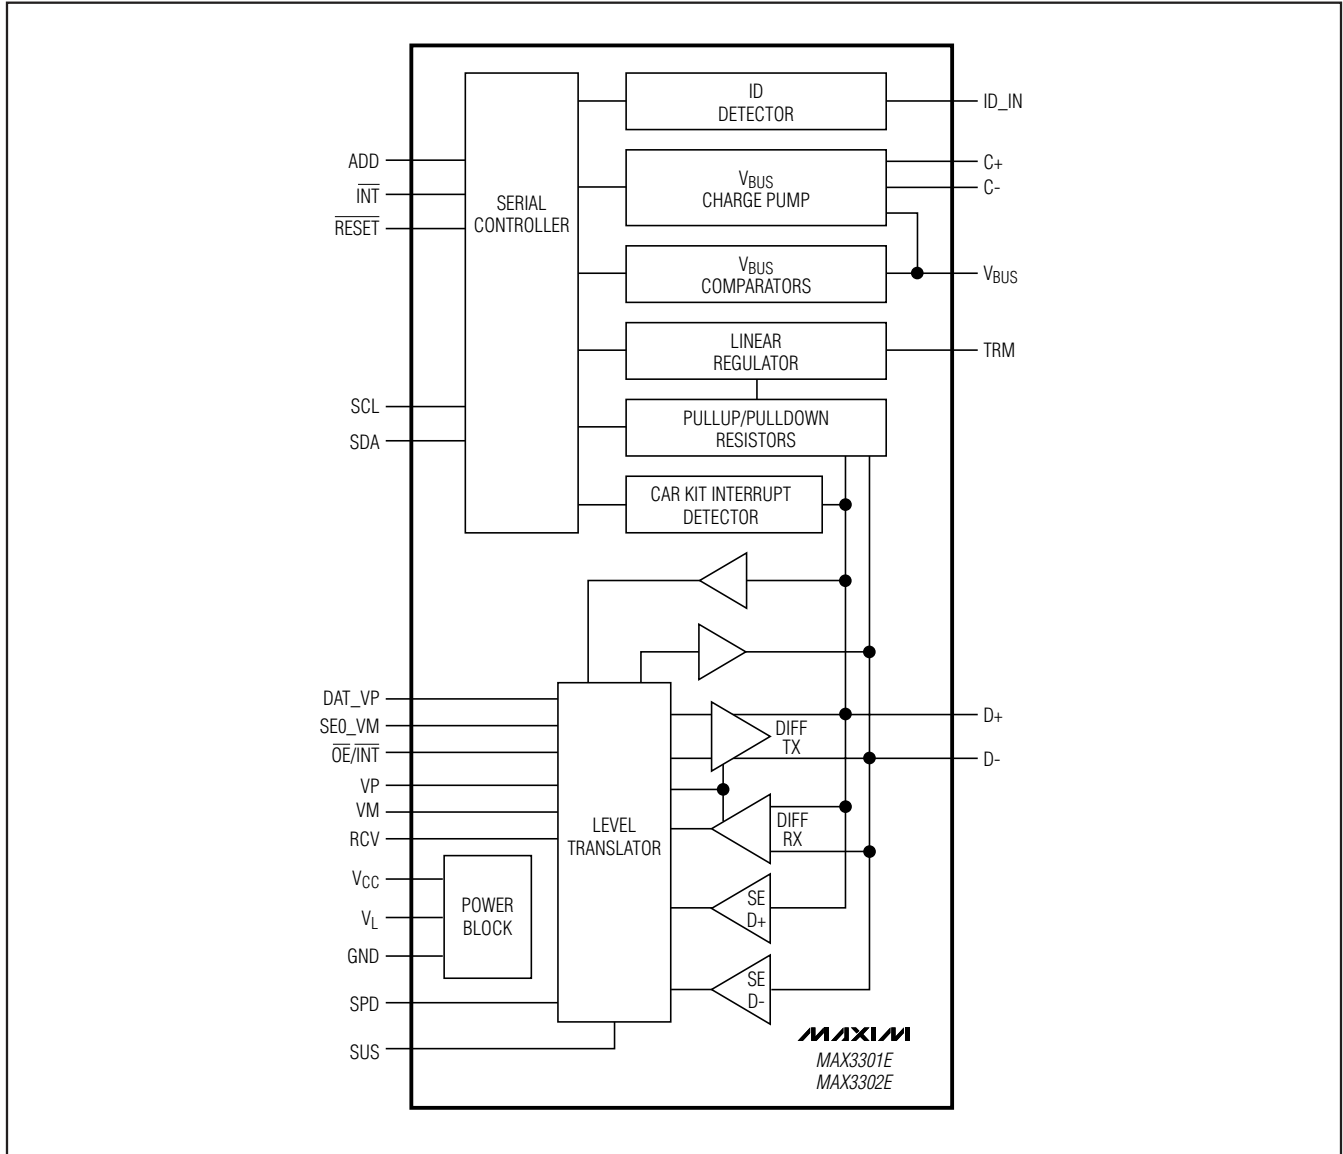 ID
DETECTOR
ID_IN
ADD
INT
RESET
SERIAL
CONTROLLER
VBUS
CHARGE PUMP
C+
C-
VBUS
COMPARATORS
VBUS
LINEAR
REGULATOR
TRM
SCL
SDA
PULLUP/PULLDOWN
RESISTORS
CAR KIT INTERRUPT
DETECTOR
DAT_VP
SE0_VM
OE/INT
VP
VM
RCV
VCC
VL
GND
SPD
SUS
POWER
BLOCK
LEVEL
TRANSLATOR
DIFF
TX
D+
D-
DIFF
RX
SE
D+
SE
D-
MAXIM
MAX3301E
MAX3302E